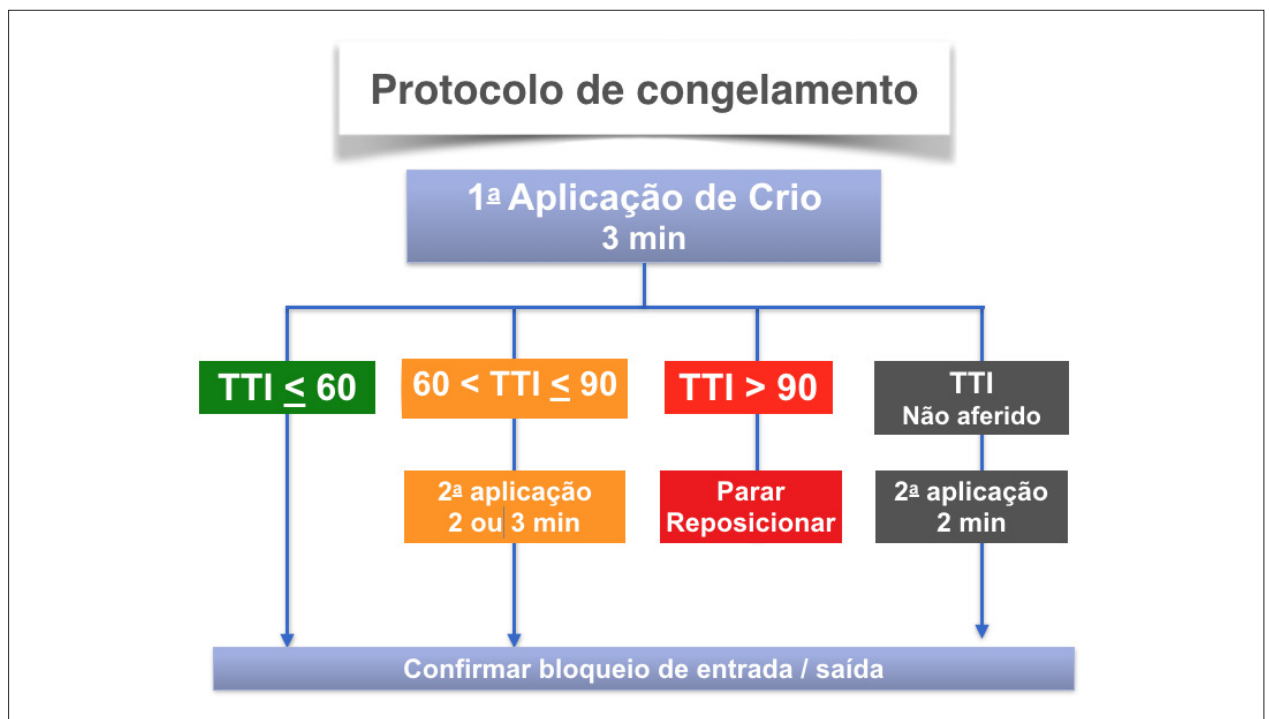 Protocolo de congelamento
1ª Aplicação de Crio
3 min
TTI ≤ 60
60 < TTI ≤ 90
TTI > 90
TTI
Não aferido
2ª aplicação
2 ou 3 min
Parar
Reposicionar
2ª aplicação
2 min
Confirmar bloqueio de entrada / saída